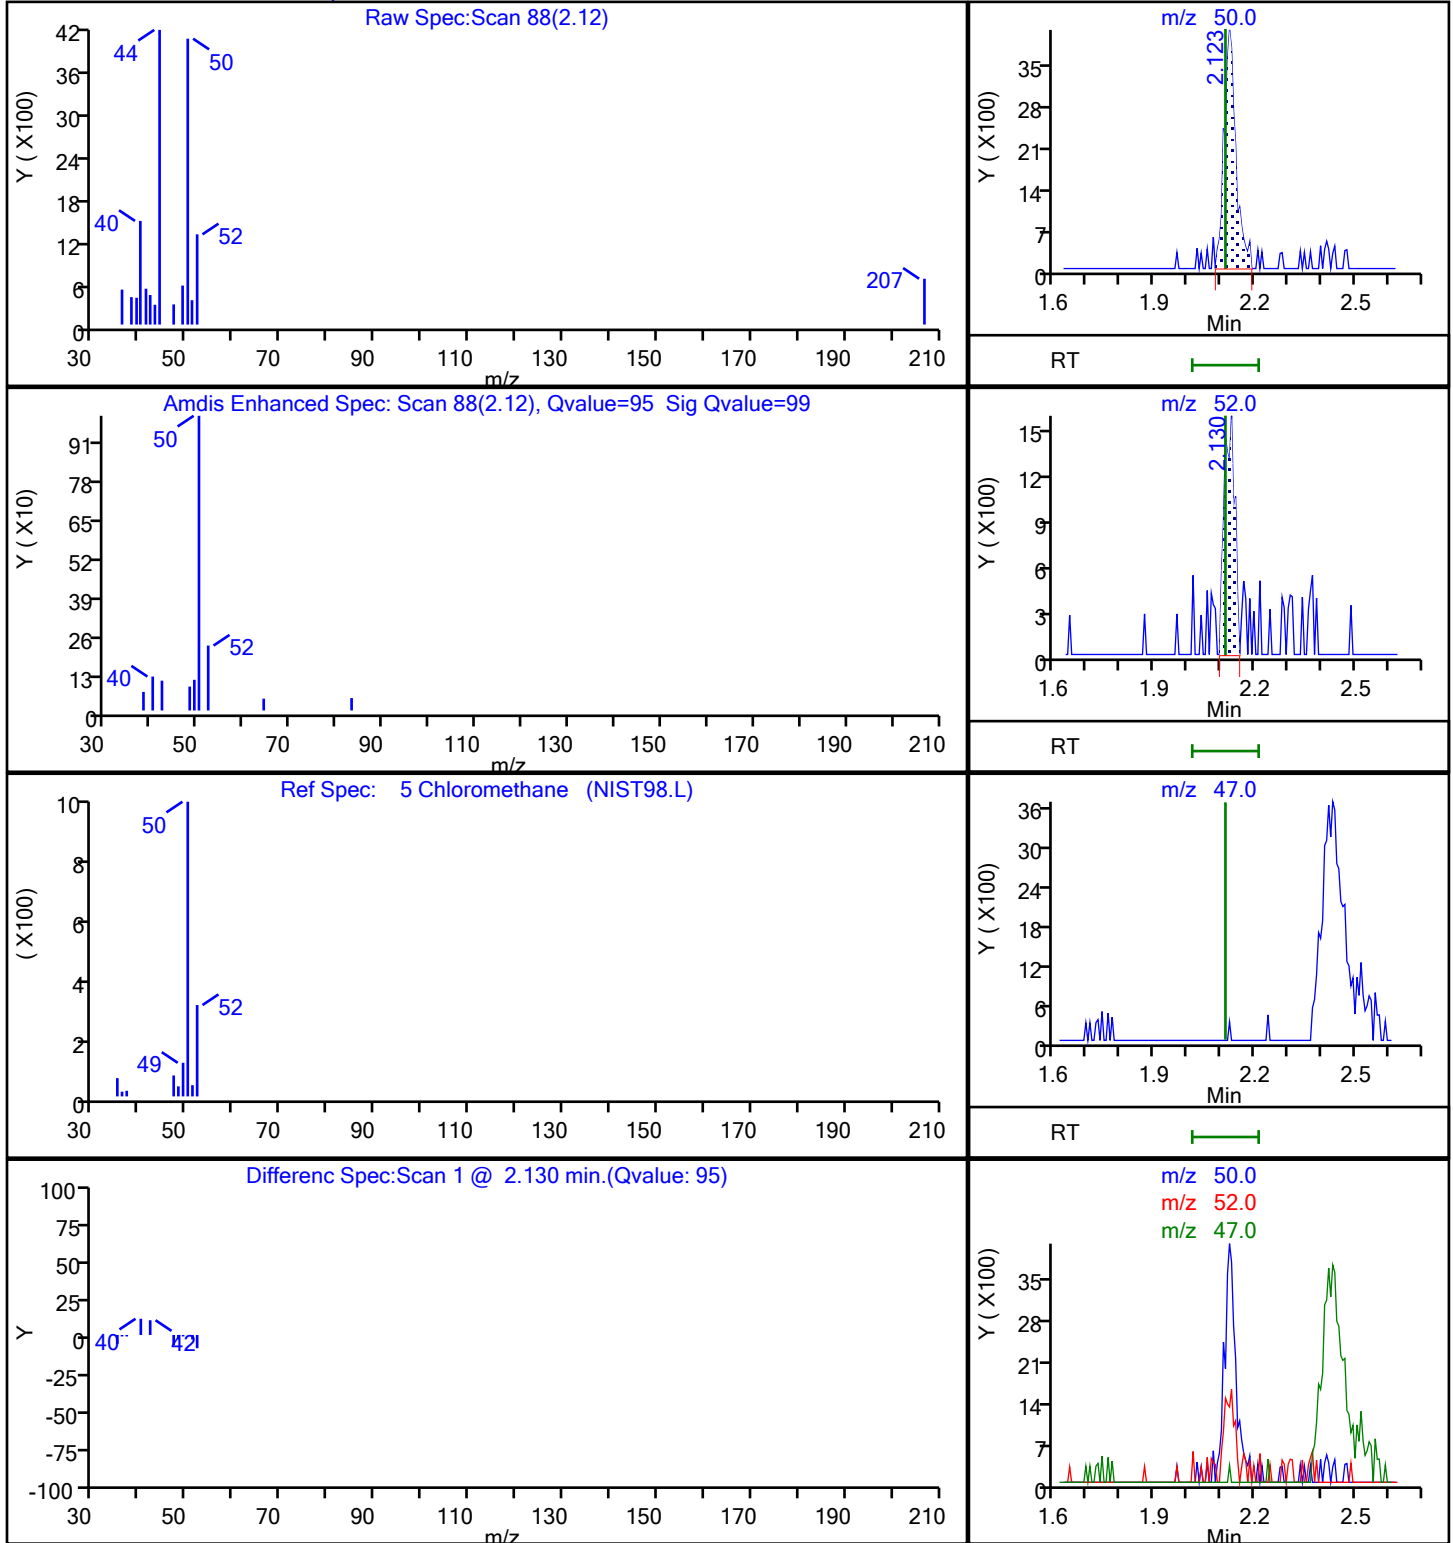 Raw Spec:Scan 88(2.12)
42
36
30
24
18
12
6
0
Y ( X100)
44
50
40
52
207
30 50 70 90 110 130 150 170 190 210
m/z
m/z 50.0
35
28
21
14
7
0
Y ( X100)
2.123
1.6 1.9 2.2 2.5
Min
RT
Amdis Enhanced Spec: Scan 88(2.12), Qvalue=95 Sig Qvalue=99
91
78
65
52
39
26
13
0
Y ( X10)
50
40
52
30 50 70 90 110 130 150 170 190 210
m/z
m/z 52.0
15
12
9
6
3
0
Y ( X100)
2.130
1.6 1.9 2.2 2.5
Min
RT
Ref Spec: 5 Chloromethane (NIST98.L)
10
8
6
4
2
0
( X100)
50
49
52
30 50 70 90 110 130 150 170 190 210
m/z 47.0
36
30
24
18
12
6
0
Y ( X100)
1.6 1.9 2.2 2.5
Min
RT
Differenc Spec:Scan 1 @ 2.130 min.(Qvalue: 95)
100
75
50
25
0
-25
-50
-75
-100
Y
40
42
30 50 70 90 110 130 150 170 190 210
m/z
m/z 50.0
m/z 52.0
m/z 47.0
35
28
21
14
7
0
Y ( X100)
1.6 1.9 2.2 2.5
Min